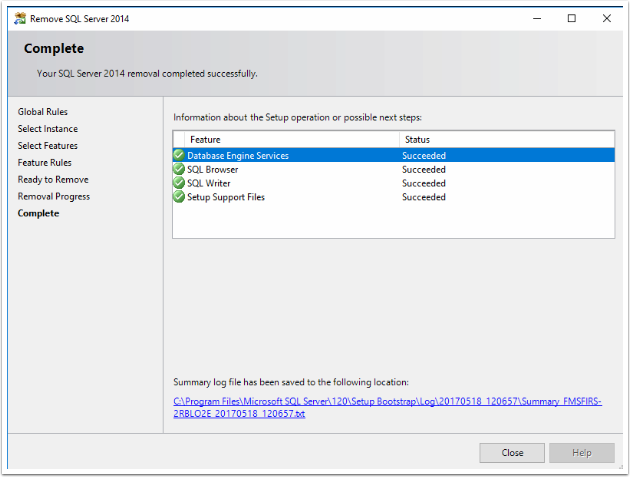 Remove SQL Server 2014
Complete
Your SQL Server 2014 removal completed successfully.
Global Rules
Select Instance
Select Features
Feature Rules
Ready to Remove
Removal Progress
Complete
Information about the Setup operation or possible next steps:
Feature Status
Database Engine Services Succeeded
SQL Browser Succeeded
SQL Writer Succeeded
Setup Support Files Succeeded
Summary log file has been saved to the following location:
C:\Program Files\Microsoft SQL Server\120\Setup Bootstrap\Log\20170518_120657\Summary_FMSFIRS-
2RBLO2E_20170518_120657.txt
Close Help